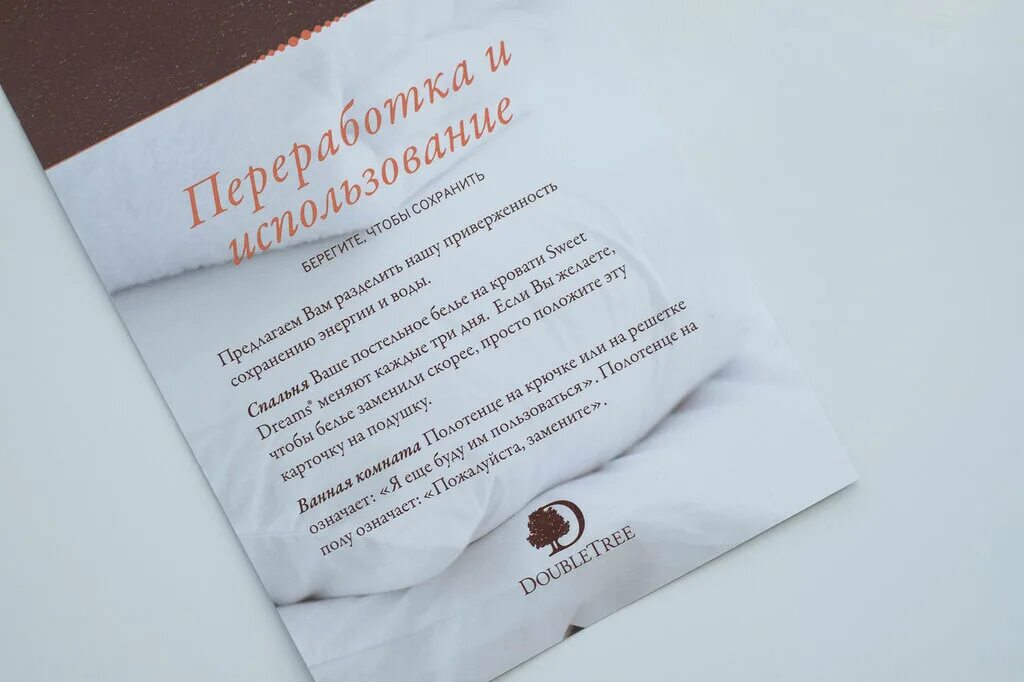 Переработка и
использование
БЕРЕГИТЕ, ЧТОБЫ СОХРАНИТЬ
Предлагаем Вам разделить нашу приверженность
сохранению энергии и воды.
Спальня Ваше постельное белье на кровати Sweet
Dreams® меняют каждые три дня. Если Вы желаете,
чтобы белье заменили скорее, просто положите эту
карточку на подушку.
Ванная комната Полотенце на крючке или на решетке
означает: «Я еще буду им пользоваться». Полотенце на
полу означает: «Пожалуйста, замените».
D
DOUBLETREE